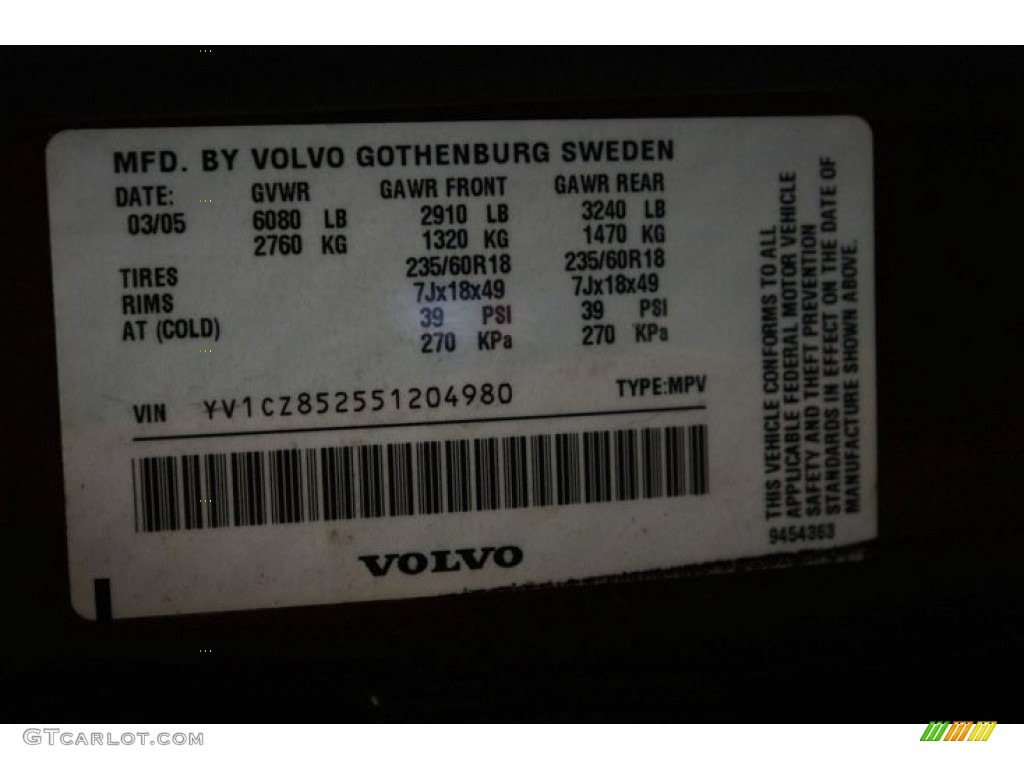 MFD. BY VOLVO GOTHENBURG SWEDEN
DATE: GVWR GAWR FRONT GAWR REAR
03/05 6080 LB 2910 LB 3240 LB
2760 KG 1320 KG 1470 KG
TIRES 235/60R18 235/60R18
RIMS 7Jx18x49 7Jx18x49
AT (COLD) 39 PSI 39 PSI
270 KPa 270 KPa
VIN YV1CZ852551204980 TYPE:MPV
VOLVO
THIS VEHICLE CONFORMS TO ALL
APPLICABLE FEDERAL MOTOR VEHICLE
SAFETY AND THEFT PREVENTION
STANDARDS IN EFFECT ON THE DATE OF
MANUFACTURE SHOWN ABOVE.
9454363
GTCARLOT.COM